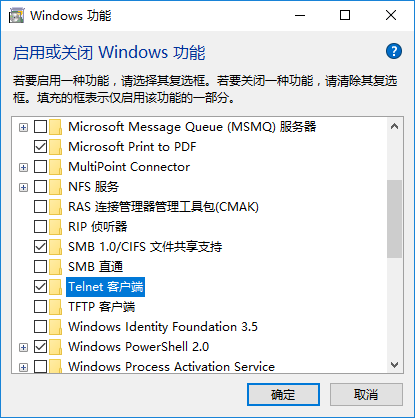 Windows 功能
启用或关闭 Windows 功能
若要启用一种功能，请选择其复选框。若要关闭一种功能，请清除其复选
框。填充的框表示仅启用该功能的一部分。
Microsoft Message Queue (MSMQ) 服务器
Microsoft Print to PDF
MultiPoint Connector
NFS 服务
RAS 连接管理器管理工具包(CMAK)
RIP 侦听器
SMB 1.0/CIFS 文件共享支持
SMB 直通
Telnet 客户端
TFTP 客户端
Windows Identity Foundation 3.5
Windows PowerShell 2.0
Windows Process Activation Service
确定
取消